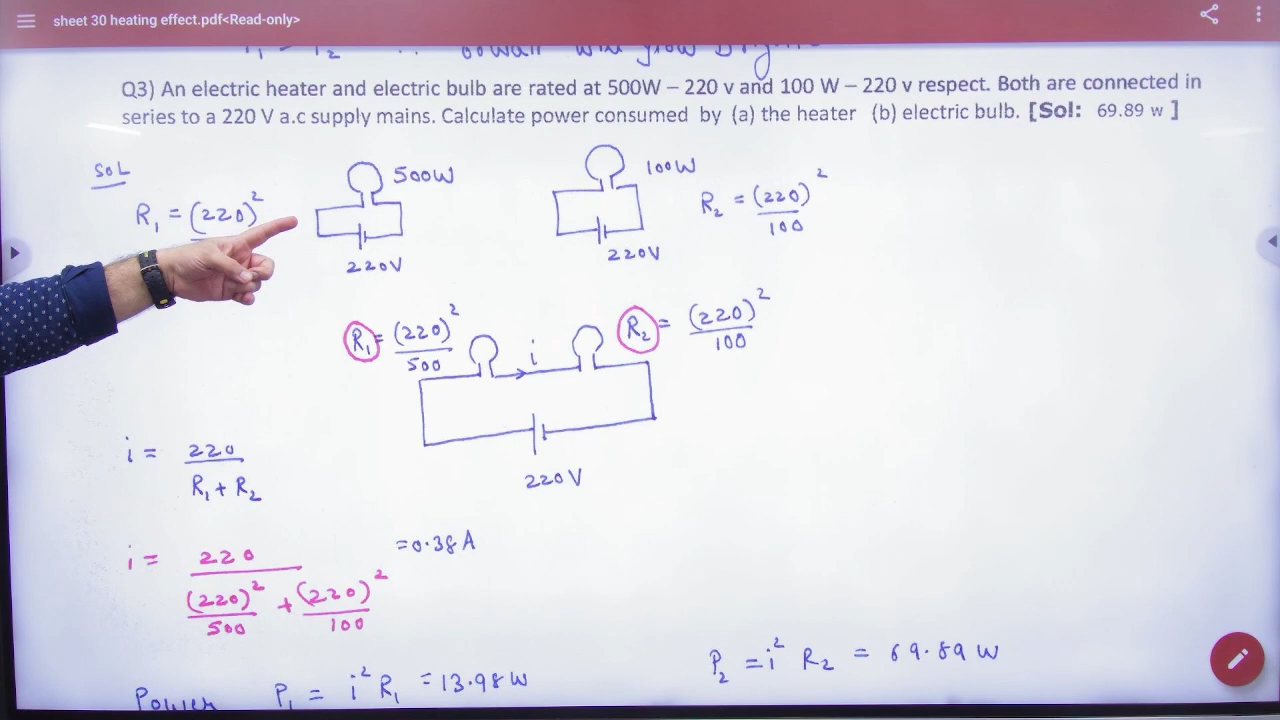 sheet 30 heating effect.pdf<Read-only>
Q3) An electric heater and electric bulb are rated at 500W – 220 v and 100 W – 220 v respect. Both are connected in
series to a 220 V a.c supply mains. Calculate power consumed by (a) the heater (b) electric bulb. [Sol: 69.89 w ]
SOL
R₁ = (220)²
500W
220V
100W
220V
R₂ = (220)²
100
R₁ = (220)²
500
i
R₂ = (220)²
100
220V
i = 220
R₁ + R₂
i = 220
(220)² + (220)²
500 100
= 0.38 A
Power P₁ = i² R₁ = 13.98 W
P₂ = i² R₂ = 69.89 W